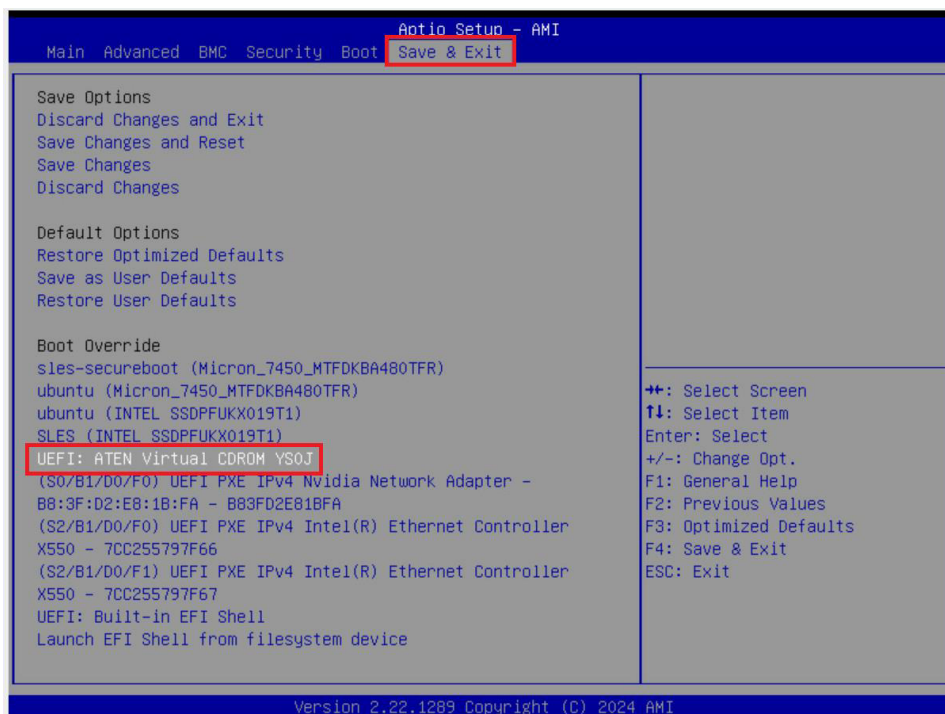 Aptio Setup - AMI
Main Advanced BMC Security Boot Save & Exit
Save Options
Discard Changes and Exit
Save Changes and Reset
Save Changes
Discard Changes
Default Options
Restore Optimized Defaults
Save as User Defaults
Restore User Defaults
Boot Override
sles-secureboot (Micron_7450_MTFDKBA480TFR)
ubuntu (Micron_7450_MTFDKBA480TFR)
ubuntu (INTEL SSDPFUKX019T1)
SLES (INTEL SSDPFUKX019T1)
UEFI: ATEN Virtual CDROM YS0J
(S0/B1/D0/F0) UEFI PXE IPv4 Nvidia Network Adapter -
B8:3F:D2:E8:1B:FA - B83FD2E81BFA
(S2/B1/D0/F0) UEFI PXE IPv4 Intel(R) Ethernet Controller
X550 - 7CC255797F66
(S2/B1/D0/F1) UEFI PXE IPv4 Intel(R) Ethernet Controller
X550 - 7CC255797F67
UEFI: Built-in EFI Shell
Launch EFI Shell from filesystem device
→←: Select Screen
↑↓: Select Item
Enter: Select
+/-: Change Opt.
F1: General Help
F2: Previous Values
F3: Optimized Defaults
F4: Save & Exit
ESC: Exit
Version 2.22.1289 Copyright (C) 2024 AMI